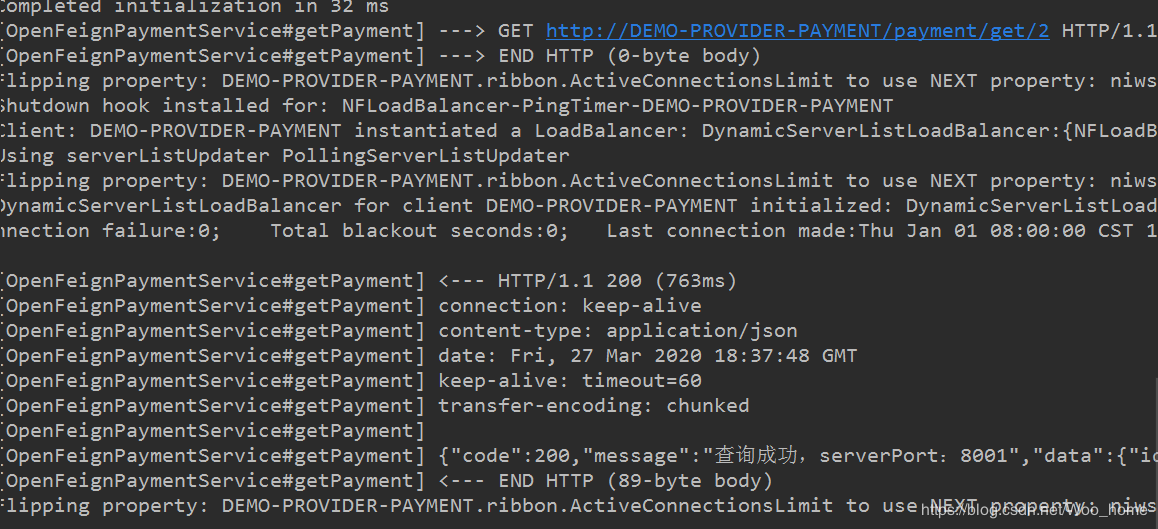 Completed initialization in 32 ms
[OpenFeignPaymentService#getPayment] ---> GET http://DEMO-PROVIDER-PAYMENT/payment/get/2 HTTP/1.1
[OpenFeignPaymentService#getPayment] ---> END HTTP (0-byte body)
Flipping property: DEMO-PROVIDER-PAYMENT.ribbon.ActiveConnectionsLimit to use NEXT property: niws
Shutdown hook installed for: NFLoadBalancer-PingTimer-DEMO-PROVIDER-PAYMENT
Client: DEMO-PROVIDER-PAYMENT instantiated a LoadBalancer: DynamicServerListLoadBalancer:{NFLoadB
Using serverListUpdater PollingServerListUpdater
Flipping property: DEMO-PROVIDER-PAYMENT.ribbon.ActiveConnectionsLimit to use NEXT property: niws
DynamicServerListLoadBalancer for client DEMO-PROVIDER-PAYMENT initialized: DynamicServerListLoad
nnection failure:0; Total blackout seconds:0; Last connection made:Thu Jan 01 08:00:00 CST 1
[OpenFeignPaymentService#getPayment] <--- HTTP/1.1 200 (763ms)
[OpenFeignPaymentService#getPayment] connection: keep-alive
[OpenFeignPaymentService#getPayment] content-type: application/json
[OpenFeignPaymentService#getPayment] date: Fri, 27 Mar 2020 18:37:48 GMT
[OpenFeignPaymentService#getPayment] keep-alive: timeout=60
[OpenFeignPaymentService#getPayment] transfer-encoding: chunked
[OpenFeignPaymentService#getPayment]
[OpenFeignPaymentService#getPayment] {"code":200,"message":"查询成功，serverPort：8001","data":{"id
[OpenFeignPaymentService#getPayment] <--- END HTTP (89-byte body)
Flipping property: DEMO-PROVIDER-PAYMENT.ribbon.ActiveConnectionsLimit to use NEXT property: niws
https://blog.csdn.net/Woo_home